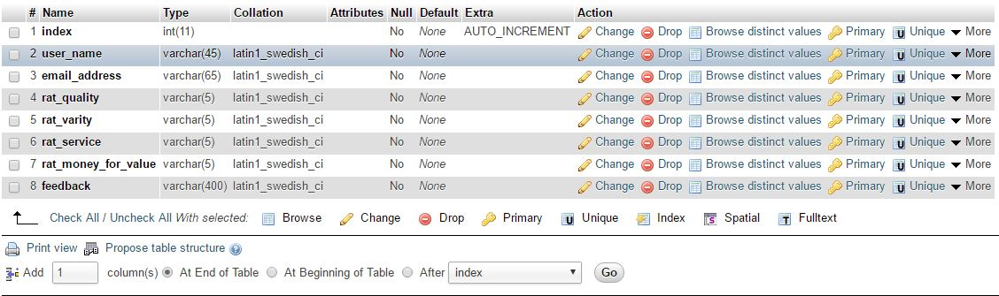 # Name Type Collation Attributes Null Default Extra Action
1 index int(11) No None AUTO_INCREMENT Change Drop Browse distinct values Primary Unique More
2 user_name varchar(45) latin1_swedish_ci No None Change Drop Browse distinct values Primary Unique More
3 email_address varchar(65) latin1_swedish_ci No None Change Drop Browse distinct values Primary Unique More
4 rat_quality varchar(5) latin1_swedish_ci No None Change Drop Browse distinct values Primary Unique More
5 rat_varity varchar(5) latin1_swedish_ci No None Change Drop Browse distinct values Primary Unique More
6 rat_service varchar(5) latin1_swedish_ci No None Change Drop Browse distinct values Primary Unique More
7 rat_money_for_value varchar(5) latin1_swedish_ci No None Change Drop Browse distinct values Primary Unique More
8 feedback varchar(400) latin1_swedish_ci No None Change Drop Browse distinct values Primary Unique More
Check All / Uncheck All With selected: Browse Change Drop Primary Unique Index Spatial Fulltext
Print view Propose table structure
Add 1 column(s) At End of Table At Beginning of Table After index Go